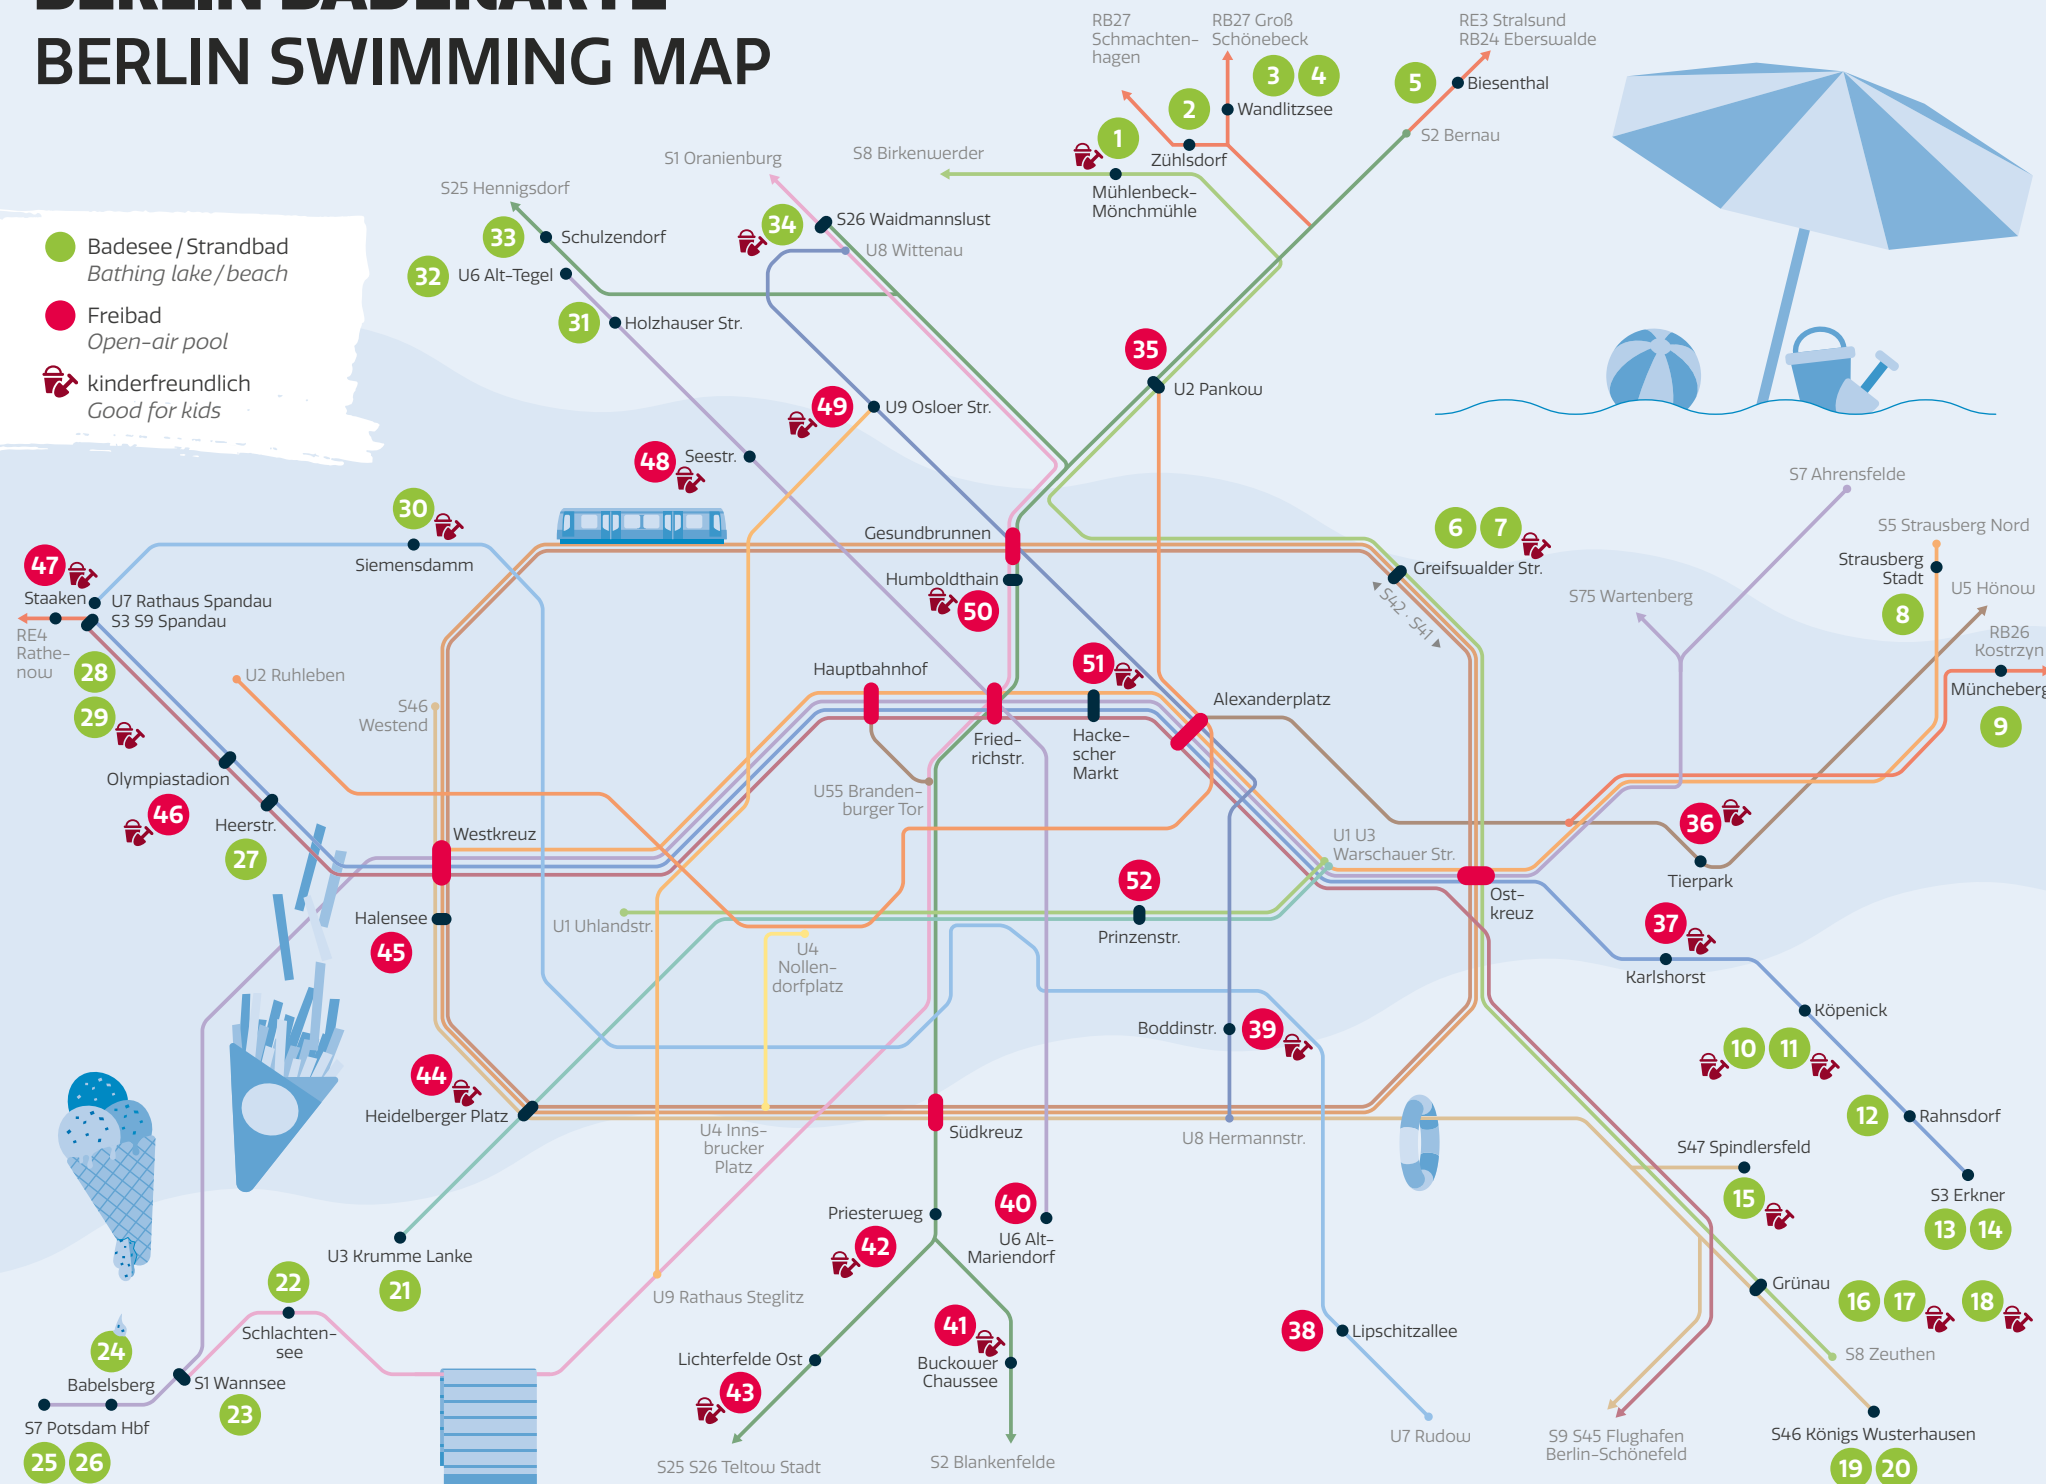 BERLIN BADEKARTE
BERLIN SWIMMING MAP
Badesee / Strandbad
Bathing lake / beach
Freibad
Open-air pool
kinderfreundlich
Good for kids
RB27
Schmachten-
hagen
RB27 Groß
Schönebeck
RE3 Stralsund
RB24 Eberswalde
3
4
5
Biesenthal
2
Wandlitzsee
1
Zühlsdorf
S2 Bernau
S8 Birkenwerder
S1 Oranienburg
Mühlenbeck-
Mönchmühle
S25 Hennigsdorf
34
S26 Waidmannslust
33
Schulzendorf
U8 Wittenau
32
U6 Alt-Tegel
31
Holzhauser Str.
35
U2 Pankow
49
U9 Osloer Str.
48
Seestr.
S7 Ahrensfelde
30
Siemensdamm
Gesundbrunnen
6
7
Greifswalder Str.
S42 · S41
S5 Strausberg Nord
Strausberg
Stadt
8
U5 Hönow
S75 Wartenberg
RB26
Kostrzyn
Müncheberg
9
47
Staaken
U7 Rathaus Spandau
S3 S9 Spandau
RE4
Rathe-
now
28
29
Humboldthain
50
U2 Ruhleben
S46
Westend
Hauptbahnhof
51
Alexanderplatz
Fried-
richstr.
Hacke-
scher
Markt
Olympiastadion
46
Heerstr.
27
U55 Branden-
burger Tor
Westkreuz
U1 U3
Warschauer Str.
36
Tierpark
Ost-
kreuz
52
Prinzenstr.
Halensee
45
U1 Uhlandstr.
U4
Nollen-
dorfplatz
37
Karlshorst
Köpenick
10
11
Boddinstr.
39
44
Heidelberger Platz
12
Rahnsdorf
U4 Inns-
brucker
Platz
Südkreuz
U8 Hermannstr.
S47 Spindlersfeld
15
S3 Erkner
13
14
Priesterweg
42
40
U6 Alt-
Mariendorf
U3 Krumme Lanke
21
22
Schlachten-
see
U9 Rathaus Steglitz
Grünau
16
17
18
41
Buckower
Chaussee
38
Lipschitzallee
S8 Zeuthen
24
Babelsberg
S1 Wannsee
23
Lichterfelde Ost
43
S7 Potsdam Hbf
25
26
S25 S26 Teltow Stadt
S2 Blankenfelde
U7 Rudow
S9 S45 Flughafen
Berlin-Schönefeld
S46 Königs Wusterhausen
19
20